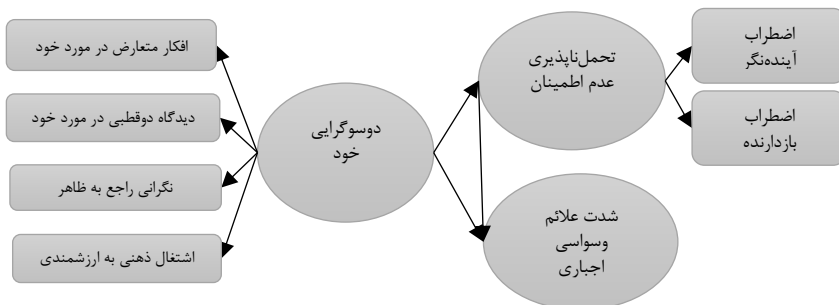 افکار متعارض در مورد خود
دیدگاه دوقطبی در مورد خود
نگرانی راجع به ظاهر
اشتغال ذهنی به ارزشمندی
دوسوگرایی
خود
تحمل‌ناپذیری
عدم اطمینان
شدت علائم
وسواسی
اجباری
اضطراب
آینده‌نگر
اضطراب
بازدارنده